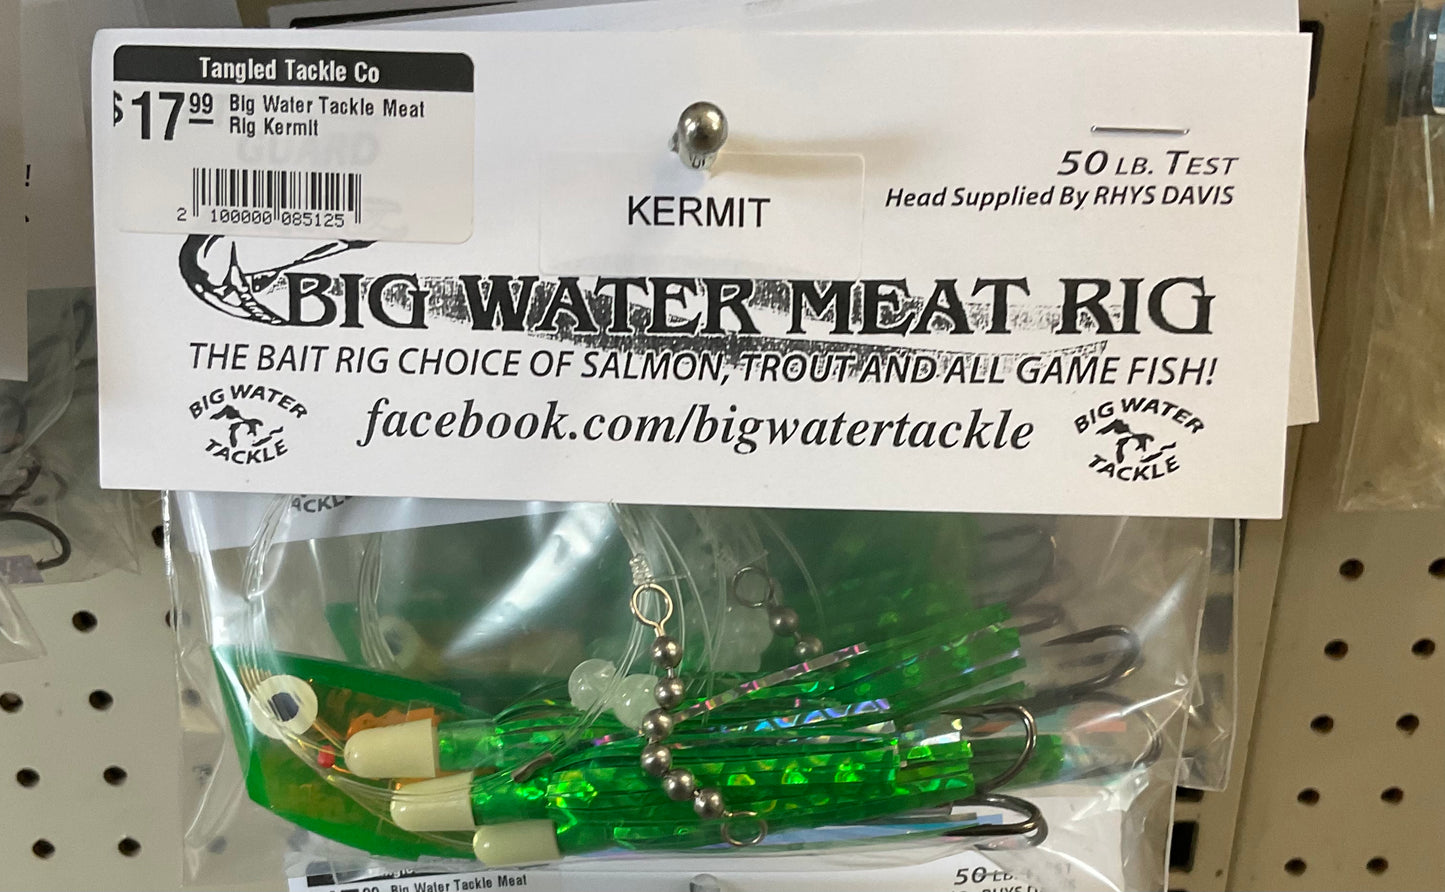 Tangled Tackle Co
$17.99 Big Water Tackle Meat
Rig Kermit
2 100000 085125
KERMIT
50 LB. TEST
Head Supplied By RHYS DAVIS
BIG WATER MEAT RIG
THE BAIT RIG CHOICE OF SALMON, TROUT AND ALL GAME FISH!
BIG WATER
TACKLE
facebook.com/bigwatertackle
BIG WATER
TACKLE
Big Water Tackle Meat
50 LB.